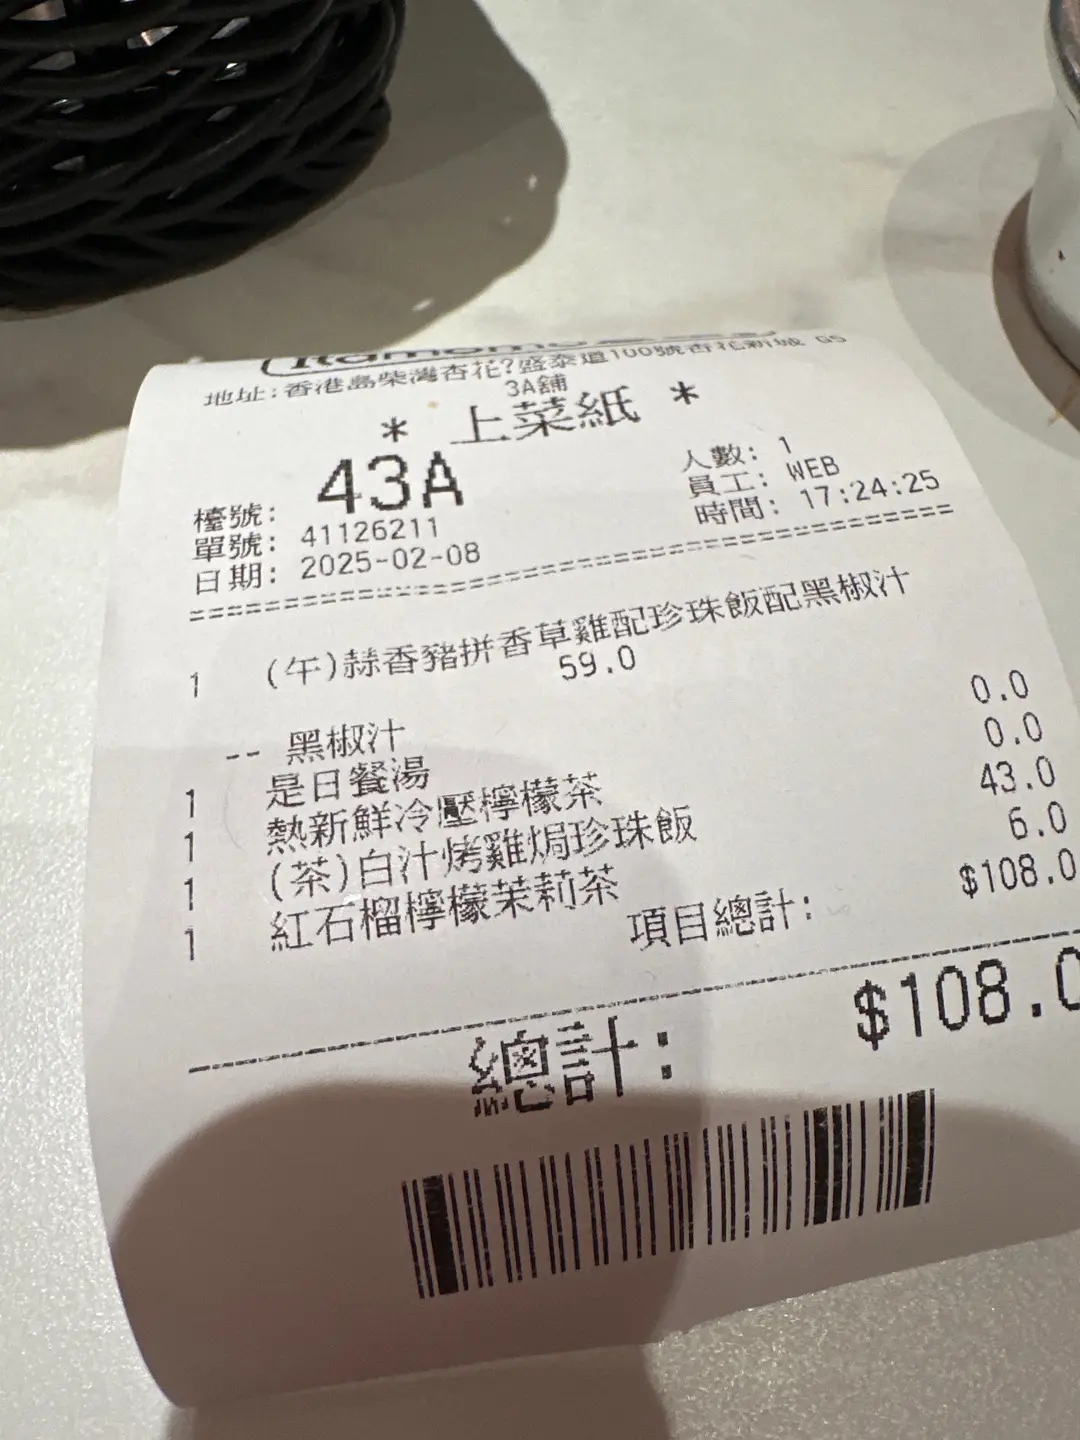 地址:香港島柴灣杏花?盛泰道100號杏花新城 G5
3A舖
* 上菜紙 *
檯號: 43A 人數: 1
單號: 41126211 員工: WEB
日期: 2025-02-08 時間: 17:24:25
1 (午)蒜香豬拼香草雞配珍珠飯配黑椒汁
59.0
-- 黑椒汁 0.0
1 是日餐湯 0.0
1 熱新鮮冷壓檸檬茶 43.0
1 (茶)白汁烤雞焗珍珠飯 6.0
1 紅石榴檸檬茉莉茶
項目總計: $108.0
總計: $108.0